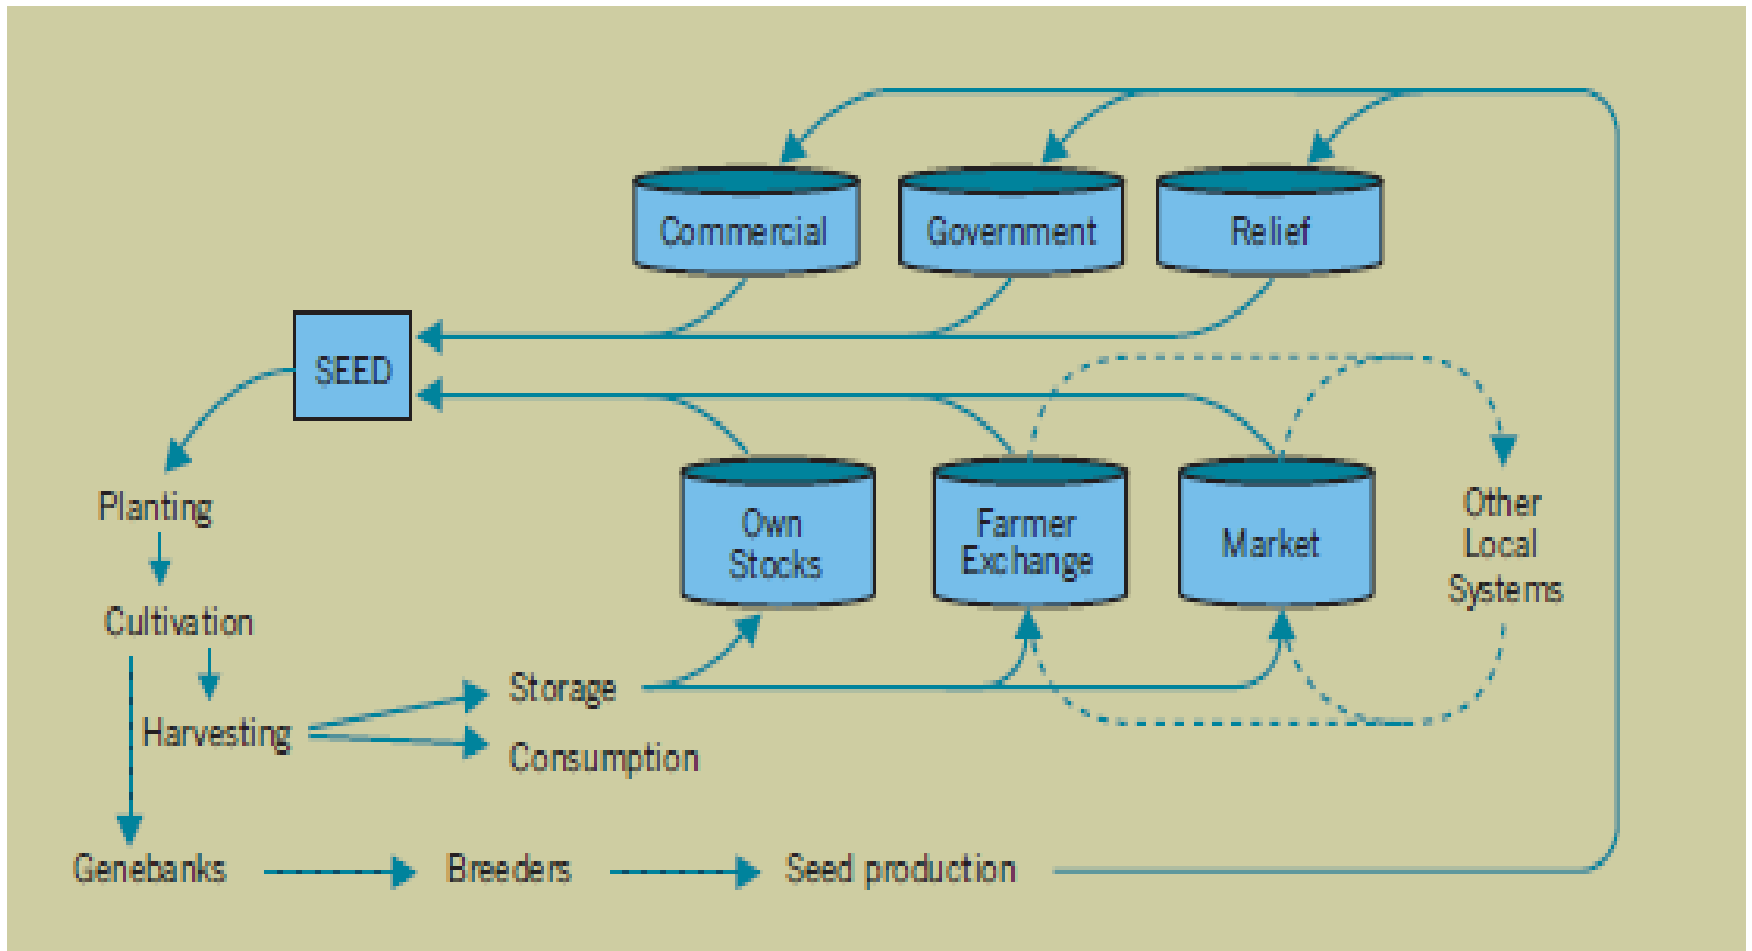 Commercial
Government
Relief
SEED
Planting
Own
Stocks
Farmer
Exchange
Market
Other
Local
Systems
Cultivation
Storage
Harvesting
Consumption
Genebanks
Breeders
Seed production